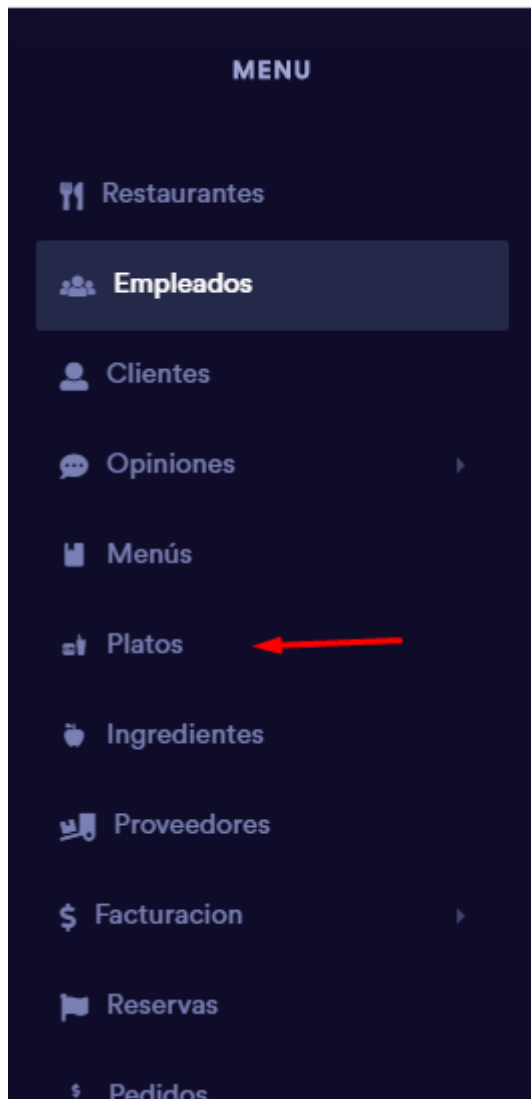 MENU
Restaurantes
Empleados
Clientes
Opiniones
Menús
Platos
Ingredientes
Proveedores
$ Facturacion
Reservas
$ Pedidos